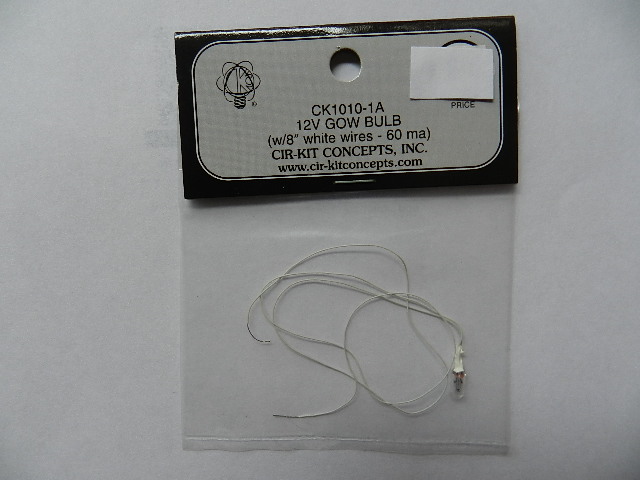 CK1010-1A
12V GOW BULB
(w/8" white wires - 60 ma)
CIR-KIT CONCEPTS, INC.
www.cir-kitconcepts.com
PRICE
®